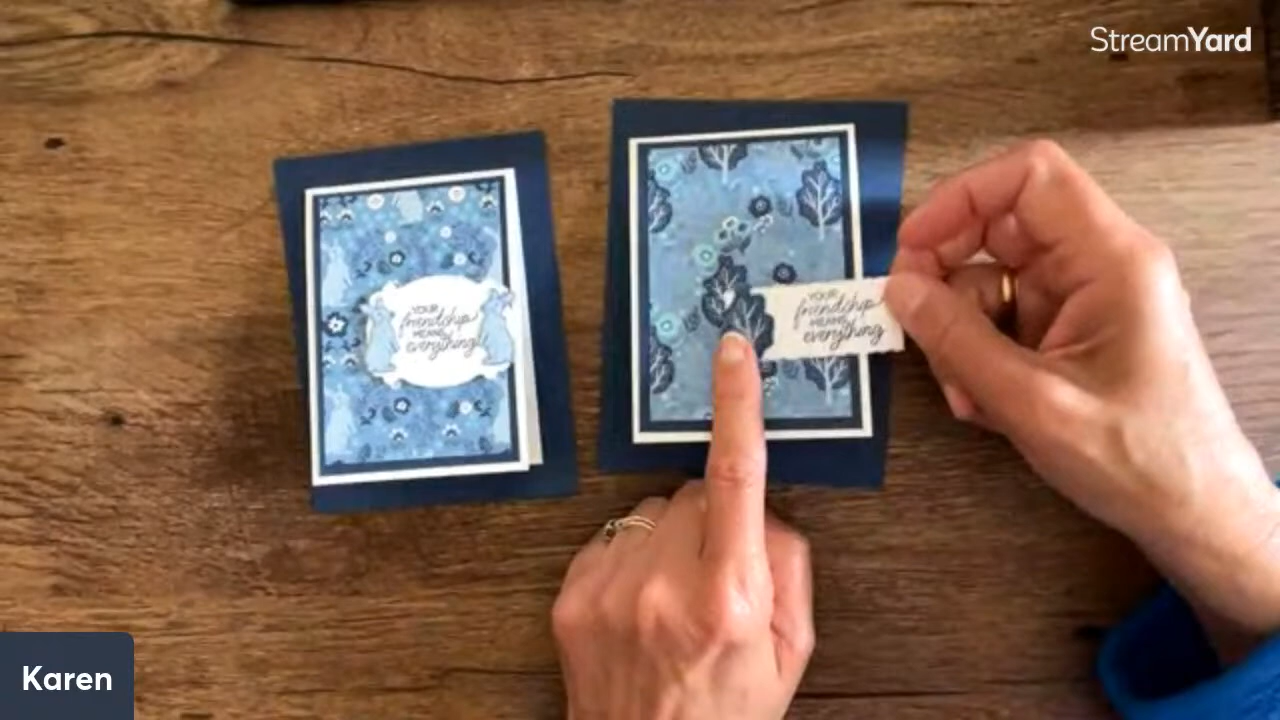 StreamYard
YOUR
friendship
MEANS
everything
YOUR
friendship
MEANS
everything
Karen